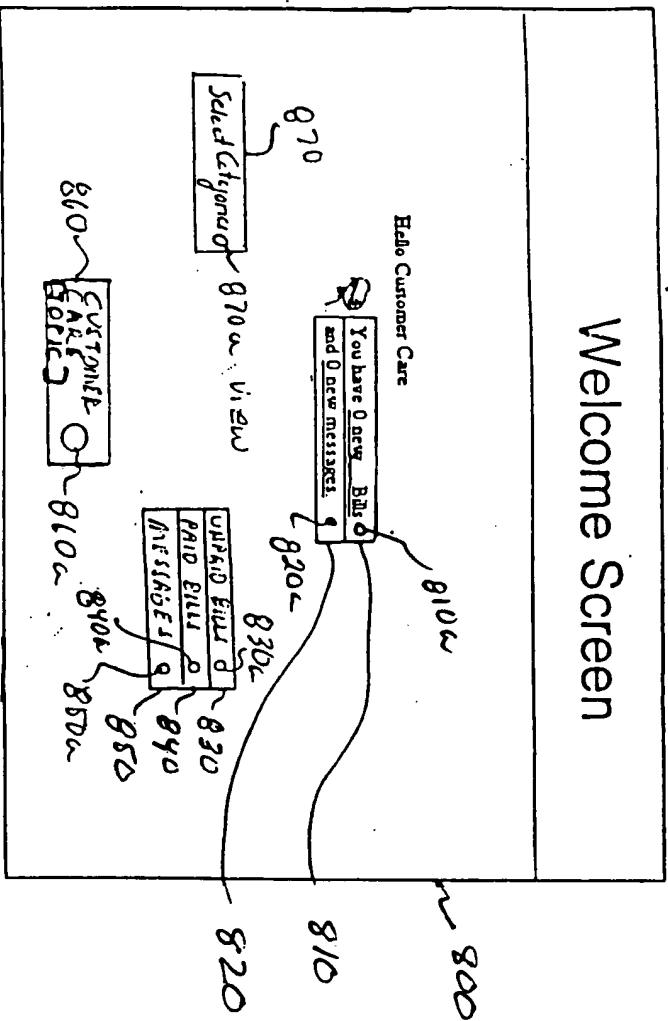 Welcome Screen
Hello Customer Care
You have 0 new Bills
and 0 new messages.
810a
820a
870
Select Categories
870a
VIEW
UNPAID BILLS
PAID BILLS
MESSAGES
830a
840a
850a
830
840
850
860
CUSTOMER
CARE
TOPICS
860a
800
810
820